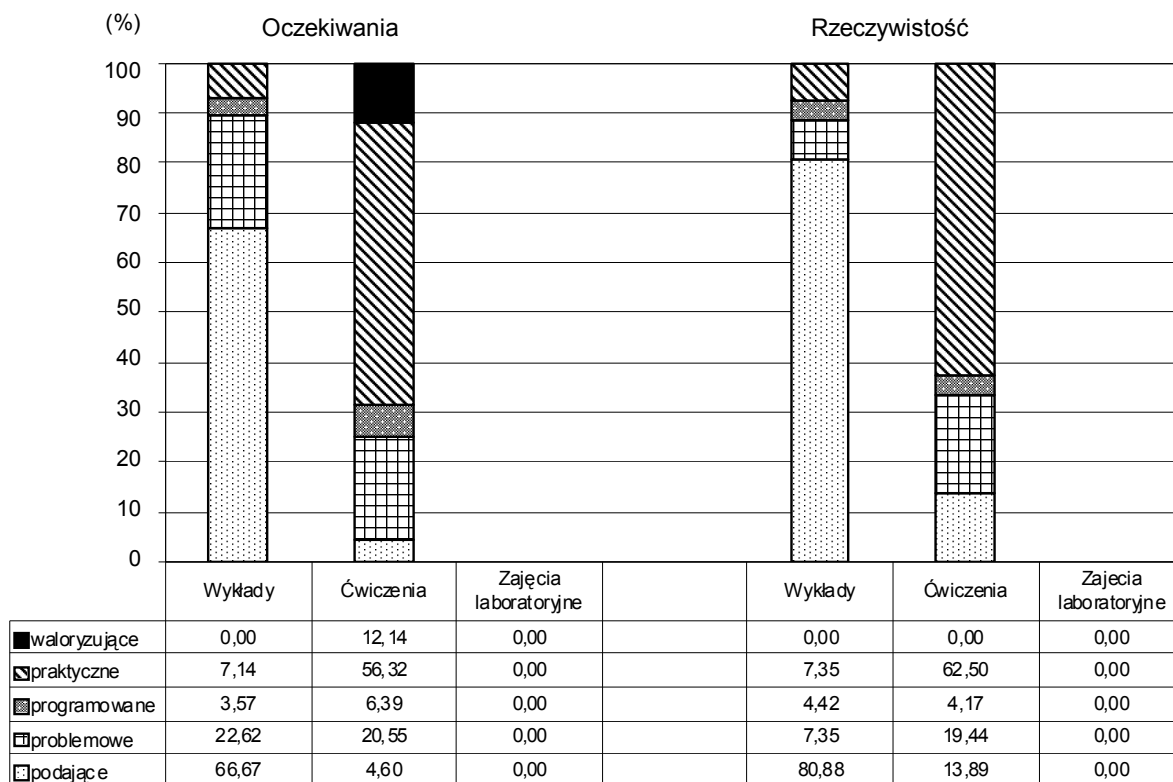 (%)
Oczekiwania Rzeczywistość
100
90
80
70
60
50
40
30
20
10
0
Wykłady Ćwiczenia Zajęcia laboratoryjne Wykłady Ćwiczenia Zajecia laboratoryjne
waloryzujące 0,00 12,14 0,00 0,00 0,00 0,00
praktyczne 7,14 56,32 0,00 7,35 62,50 0,00
programowane 3,57 6,39 0,00 4,42 4,17 0,00
problemowe 22,62 20,55 0,00 7,35 19,44 0,00
podające 66,67 4,60 0,00 80,88 13,89 0,00